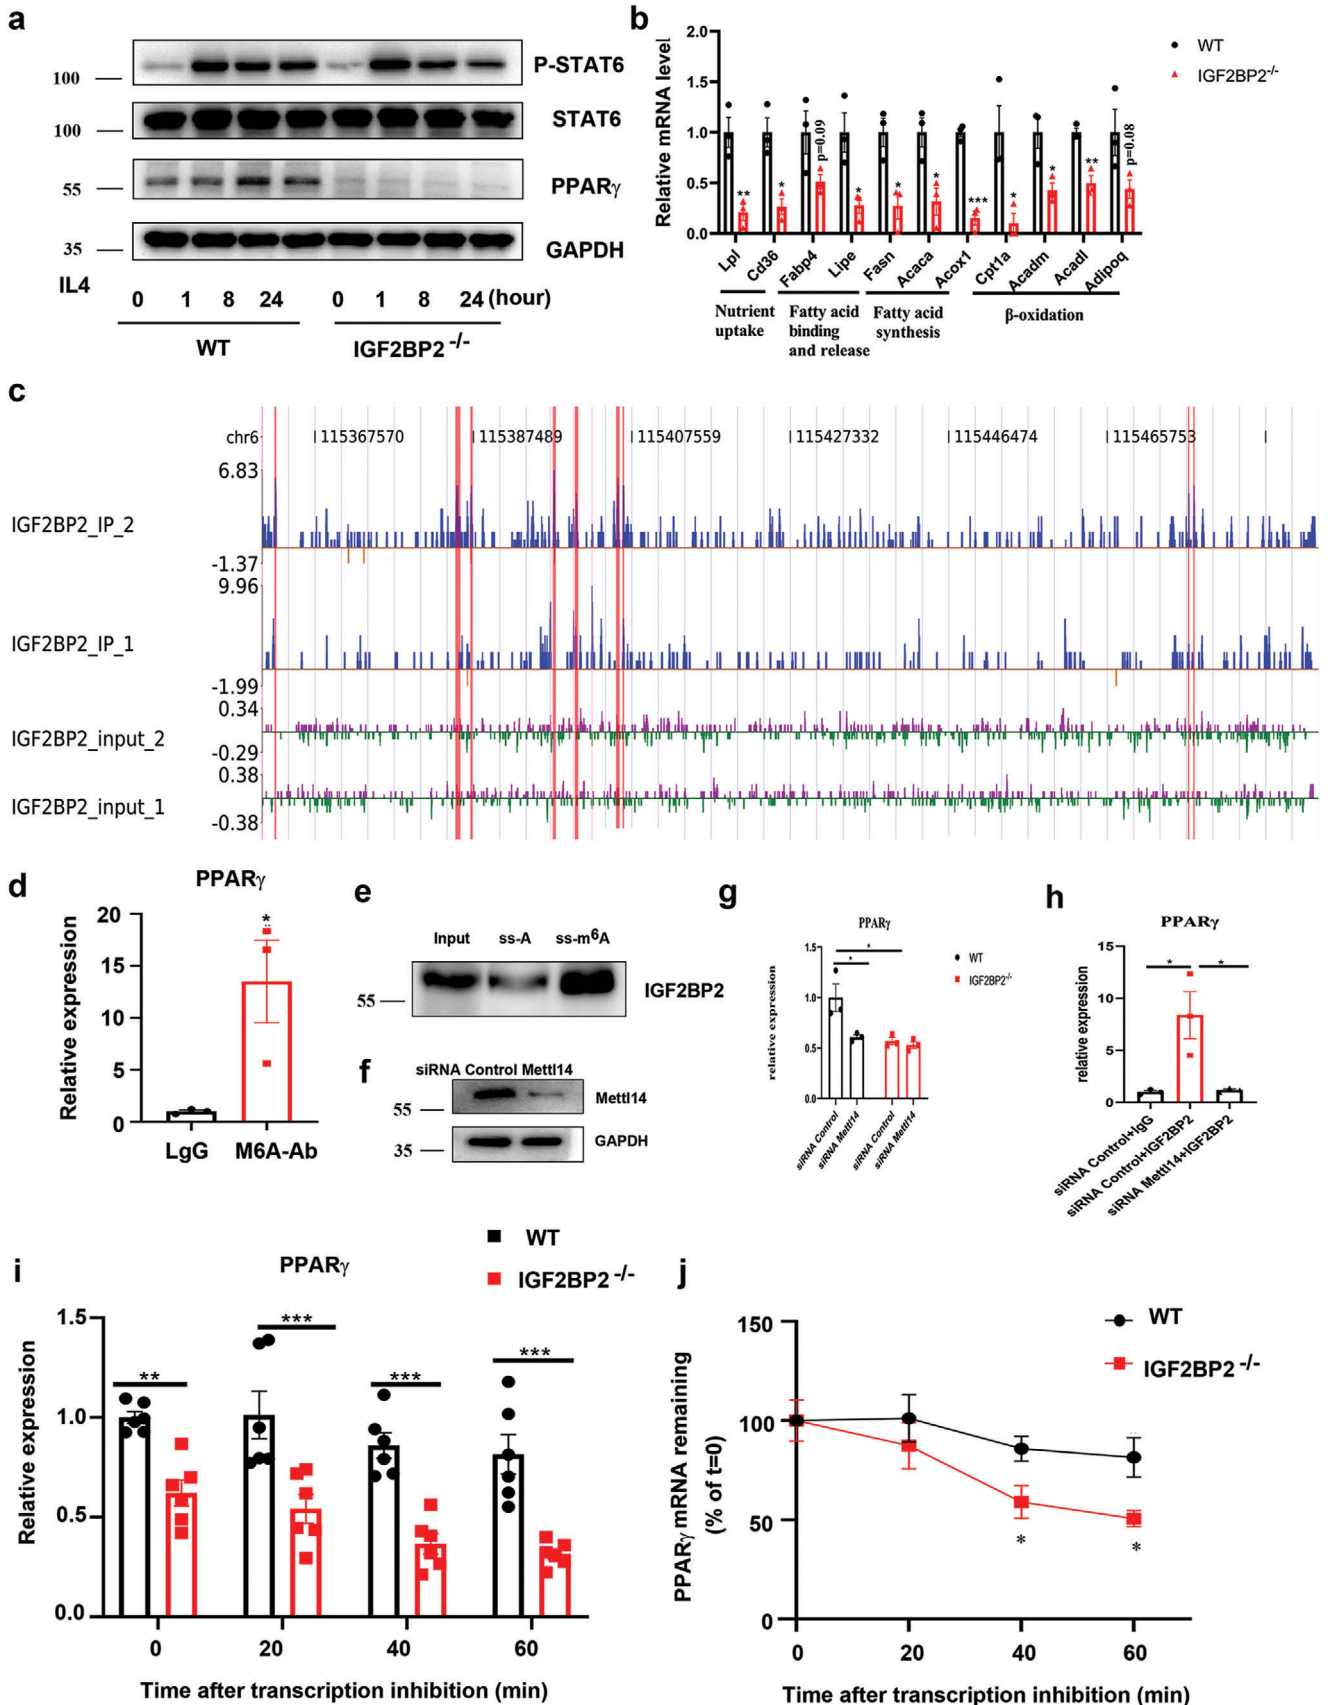 a
P-STAT6
100
STAT6
100
PPARγ
55
GAPDH
35
IL4
0 1 8 24 0 1 8 24 (hour)
WT IGF2BP2 -/-
b
Relative mRNA level
2.0
1.5
1.0
0.5
0.0
WT
IGF2BP2-/-
** * p=0.09 * * * *** * * ** p=0.08
Lpl Cd36 Fabp4 Lipe Fasn Acaca Acox1 Cpt1a Acadm Acadl Adipoq
Nutrient uptake
Fatty acid binding and release
Fatty acid synthesis
β-oxidation
c
chr6 115367570 115387489 115407559 115427332 115446474 115465753
6.83
IGF2BP2_IP_2
-1.37
9.96
IGF2BP2_IP_1
-1.99
0.34
IGF2BP2_input_2
-0.29
0.38
IGF2BP2_input_1
-0.38
d
PPARγ
Relative expression
20
15
10
5
0
*
LgG M6A-Ab
e
Input ss-A ss-m6A
IGF2BP2
55
f
siRNA Control Mettl14
Mettl14
55
GAPDH
35
g
PPARγ
relative expression
1.5
1.0
0.5
0.0
*
*
WT
IGF2BP2-/-
siRNA Control
siRNA Mettl14
siRNA Control
siRNA Mettl14
h
PPARγ
relative expression
15
10
5
0
* *
siRNA Control+IgG
siRNA Control+IGF2BP2
siRNA Mettl14+IGF2BP2
i
PPARγ
WT
IGF2BP2 -/-
Relative expression
1.5
1.0
0.5
0.0
** *** *** ***
0 20 40 60
Time after transcription inhibition (min)
j
WT
IGF2BP2 -/-
PPARγ mRNA remaining
(% of t=0)
150
100
50
0
* *
0 20 40 60
Time after transcription inhibition (min)